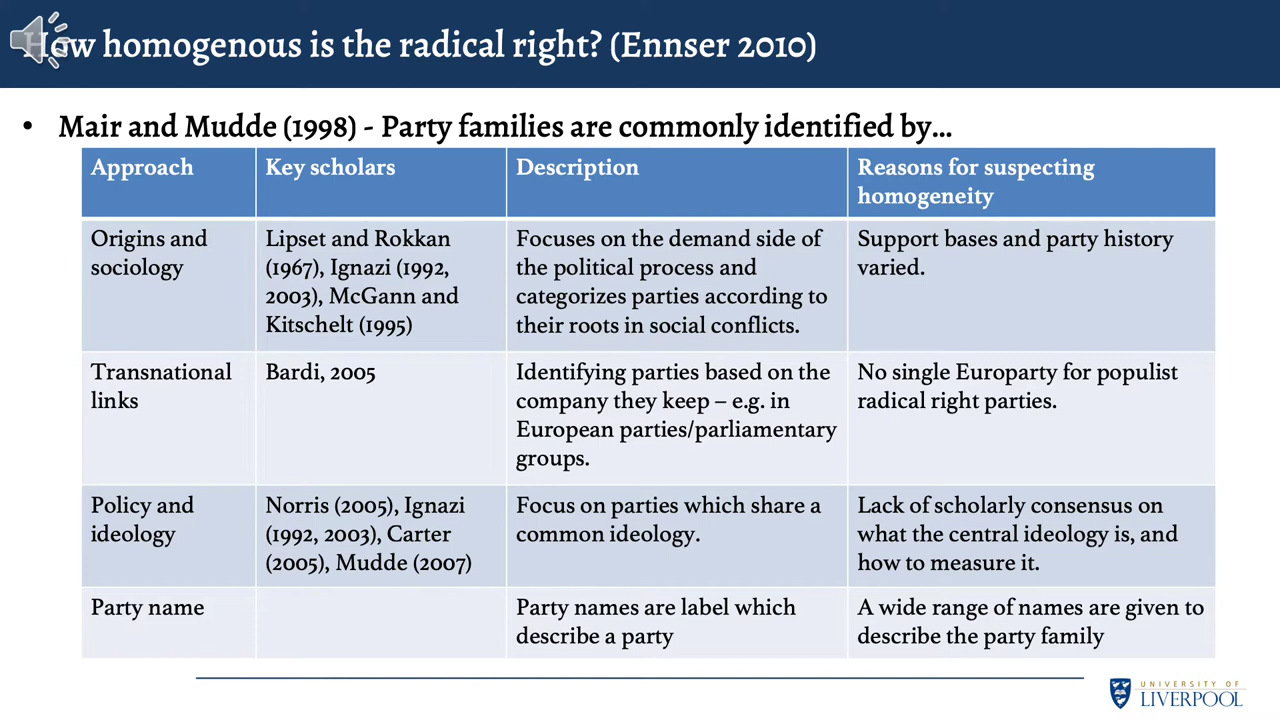 How homogenous is the radical right? (Ennser 2010)
• Mair and Mudde (1998) - Party families are commonly identified by…
Approach
Key scholars
Description
Reasons for suspecting
homogeneity
Origins and
sociology
Lipset and Rokkan
(1967), Ignazi (1992,
2003), McGann and
Kitschelt (1995)
Focuses on the demand side of
the political process and
categorizes parties according to
their roots in social conflicts.
Support bases and party history
varied.
Transnational
links
Bardi, 2005
Identifying parties based on the
company they keep – e.g. in
European parties/parliamentary
groups.
No single Europarty for populist
radical right parties.
Policy and
ideology
Norris (2005), Ignazi
(1992, 2003), Carter
(2005), Mudde (2007)
Focus on parties which share a
common ideology.
Lack of scholarly consensus on
what the central ideology is, and
how to measure it.
Party name
Party names are label which
describe a party
A wide range of names are given to
describe the party family
UNIVERSITY OF
LIVERPOOL